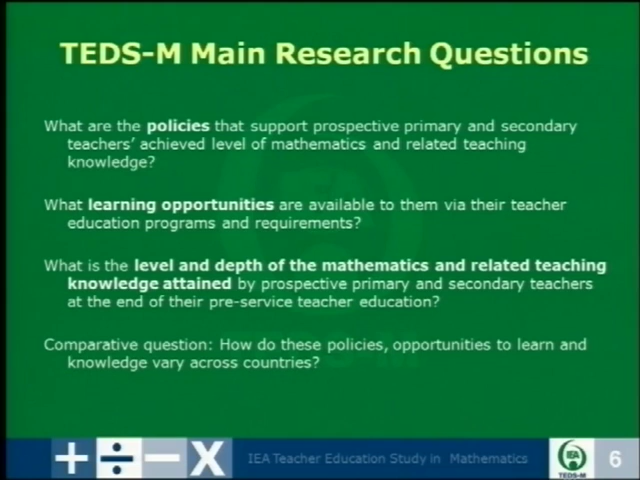 TEDS-M Main Research Questions
What are the policies that support prospective primary and secondary
teachers' achieved level of mathematics and related teaching
knowledge?
What learning opportunities are available to them via their teacher
education programs and requirements?
What is the level and depth of the mathematics and related teaching
knowledge attained by prospective primary and secondary teachers
at the end of their pre-service teacher education?
Comparative question: How do these policies, opportunities to learn and
knowledge vary across countries?
+ ÷ − X IEA Teacher Education Study in Mathematics IEA TEDS-M 6